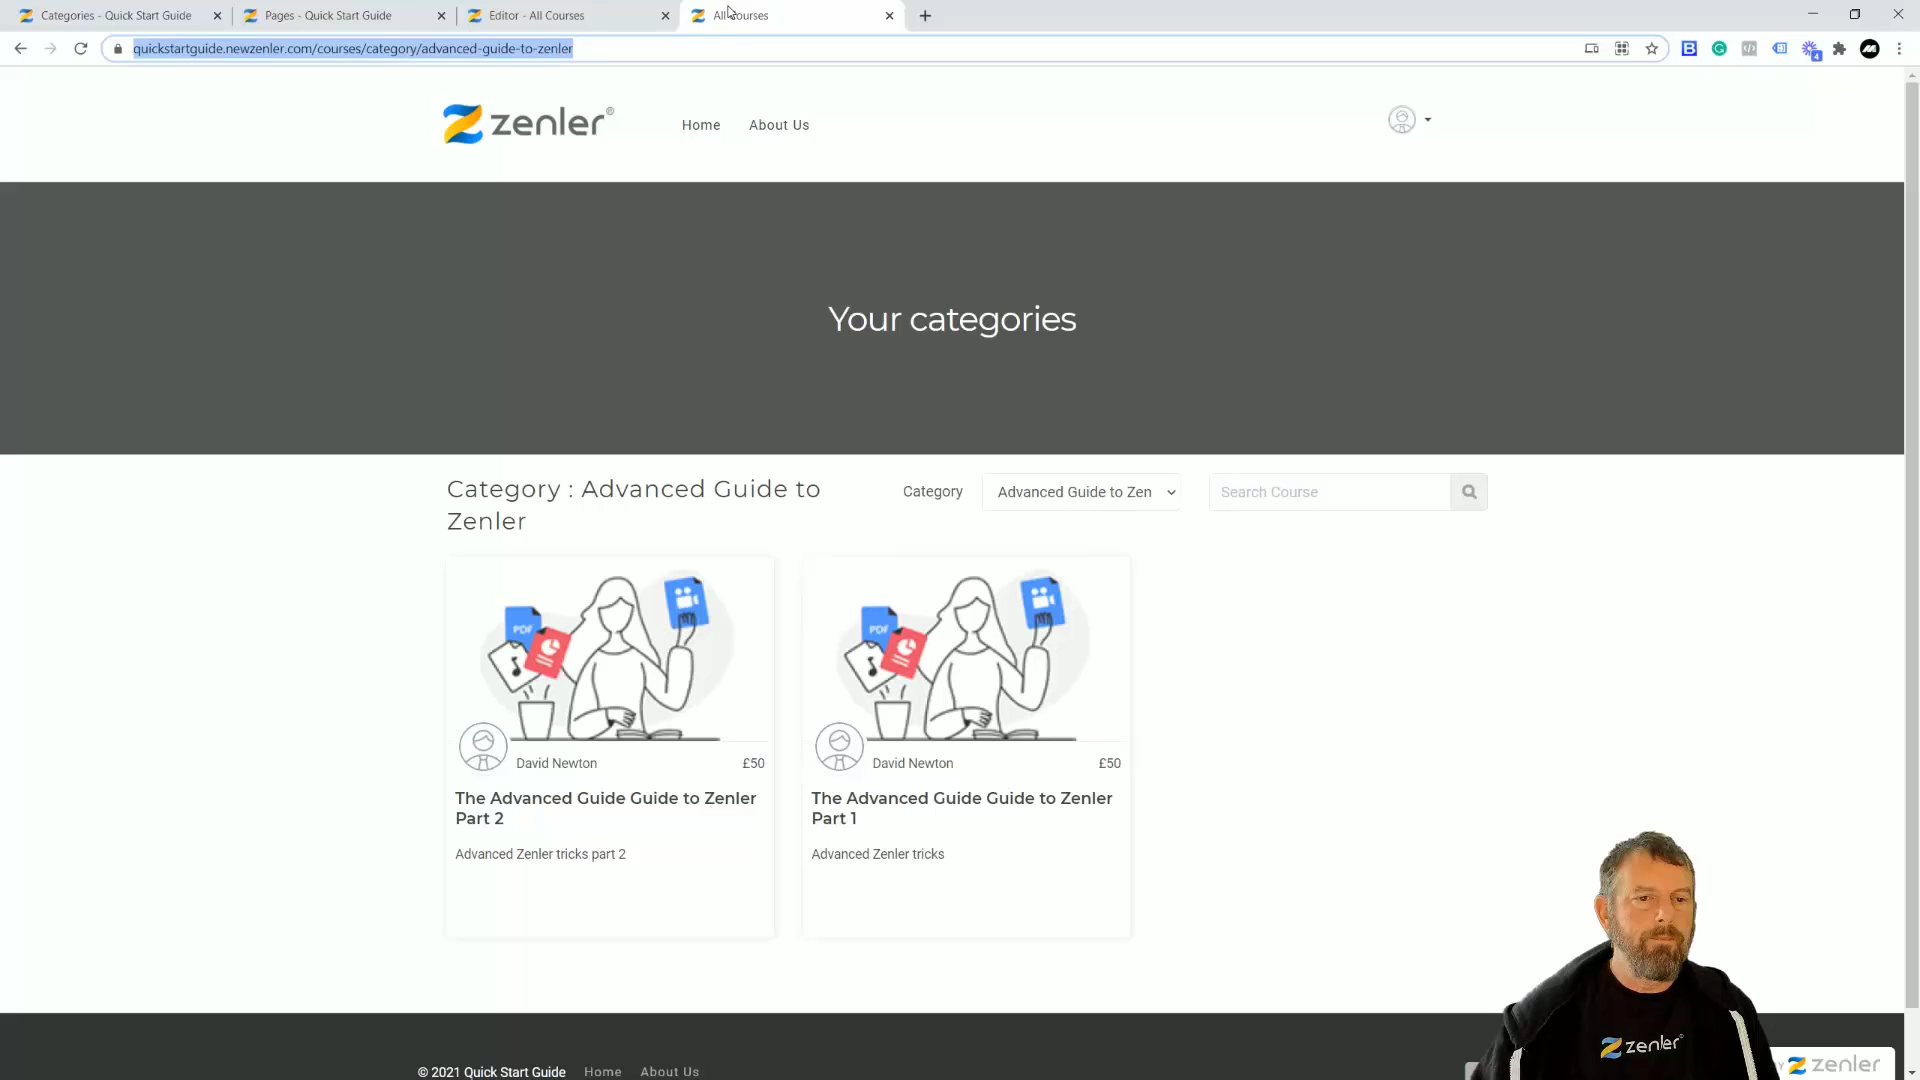 Categories - Quick Start Guide
Pages - Quick Start Guide
Editor - All Courses
All Courses
quickstartguide.newzenler.com/courses/category/advanced-guide-to-zenler
4
zenler®
Home
About Us
Your categories
Category : Advanced Guide to
Zenler
Category
Advanced Guide to Zen
Search Course
PDF
PDF
David Newton
£50
David Newton
£50
The Advanced Guide Guide to Zenler
Part 2
The Advanced Guide Guide to Zenler
Part 1
Advanced Zenler tricks part 2
Advanced Zenler tricks
zenler®
© 2021 Quick Start Guide
Home
About Us
zenler